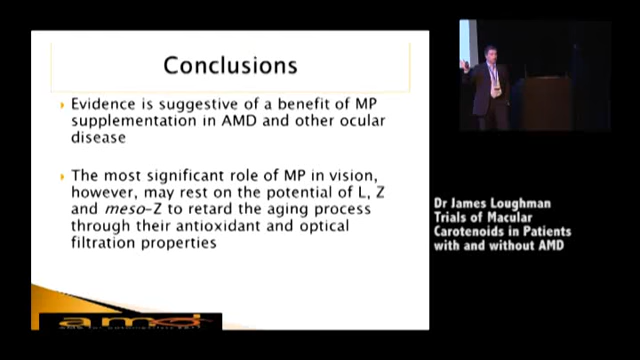 Conclusions
Evidence is suggestive of a benefit of MP
supplementation in AMD and other ocular
disease
The most significant role of MP in vision,
however, may rest on the potential of L, Z
and meso-Z to retard the aging process
through their antioxidant and optical
filtration properties
Dr James Loughman
Trials of Macular
Carotenoids in Patients
with and without AMD
amd